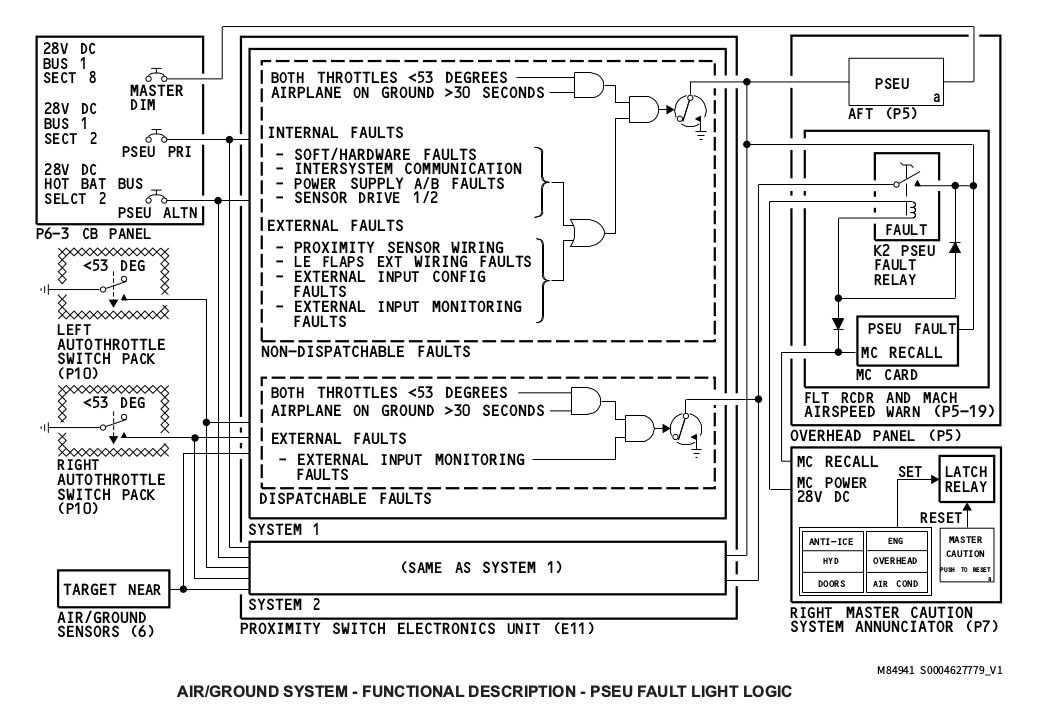 28V DC
BUS 1
SECT 8
MASTER
DIM
28V DC
BUS 1
SECT 2
PSEU PRI
28V DC
HOT BAT BUS
SELCT 2
PSEU ALTN
P6-3 CB PANEL
<53 DEG
LEFT
AUTOTHROTTLE
SWITCH PACK
(P10)
<53 DEG
RIGHT
AUTOTHROTTLE
SWITCH PACK
(P10)
TARGET NEAR
AIR/GROUND
SENSORS (6)
BOTH THROTTLES <53 DEGREES
AIRPLANE ON GROUND >30 SECONDS
INTERNAL FAULTS
- SOFT/HARDWARE FAULTS
- INTERSYSTEM COMMUNICATION
- POWER SUPPLY A/B FAULTS
- SENSOR DRIVE 1/2
EXTERNAL FAULTS
- PROXIMITY SENSOR WIRING
- LE FLAPS EXT WIRING FAULTS
- EXTERNAL INPUT CONFIG
FAULTS
- EXTERNAL INPUT MONITORING
FAULTS
NON-DISPATCHABLE FAULTS
BOTH THROTTLES <53 DEGREES
AIRPLANE ON GROUND >30 SECONDS
EXTERNAL FAULTS
- EXTERNAL INPUT MONITORING
FAULTS
DISPATCHABLE FAULTS
SYSTEM 1
(SAME AS SYSTEM 1)
SYSTEM 2
PROXIMITY SWITCH ELECTRONICS UNIT (E11)
PSEU
a
AFT (P5)
FAULT
K2 PSEU
FAULT
RELAY
PSEU FAULT
MC RECALL
MC CARD
FLT RCDR AND MACH
AIRSPEED WARN (P5-19)
OVERHEAD PANEL (P5)
MC RECALL
MC POWER
28V DC
SET
LATCH
RELAY
RESET
ANTI-ICE
ENG
HYD
OVERHEAD
DOORS
AIR COND
MASTER
CAUTION
PUSH TO RESET
a
RIGHT MASTER CAUTION
SYSTEM ANNUNCIATOR (P7)
M84941 S0004627779_V1
AIR/GROUND SYSTEM - FUNCTIONAL DESCRIPTION - PSEU FAULT LIGHT LOGIC